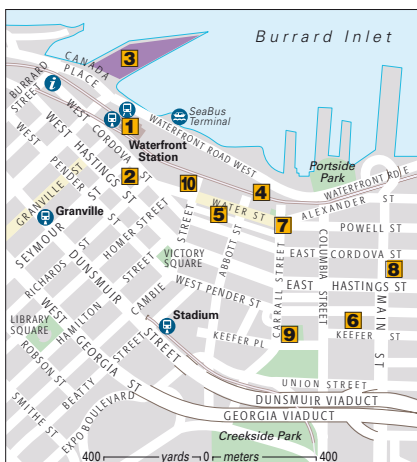 Burrard Inlet
CANADA
PLACE
3
BURRARD
STREET
i
SeaBus
Terminal
WATERFRONT ROAD WEST
1
Waterfront
Station
WEST CORDOVA ST
WEST HASTINGS ST
WEST PENDER ST
2
10
4
5
WATER ST
7
Portside
Park
WATERFRONT RD E
ALEXANDER ST
POWELL ST
EAST CORDOVA ST
8
EAST HASTINGS ST
GRANVILLE ST
Granville
SEYMOUR ST
RICHARDS ST
HOMER STREET
HAMILTON STREET
CAMBIE STREET
VICTORY
SQUARE
ABBOTT ST
WEST PENDER ST
CARRALL STREET
COLUMBIA
STREET
MAIN ST
6
9
KEEFER PL
KEEFER ST
DUNSMUIR STREET
Stadium
LIBRARY
SQUARE
WEST GEORGIA ST
ROBSON ST
SMITHE ST
BEATTY STREET
EXPO BOULEVARD
UNION STREET
DUNSMUIR VIADUCT
GEORGIA VIADUCT
Creekside Park
400 yards 0 meters 400